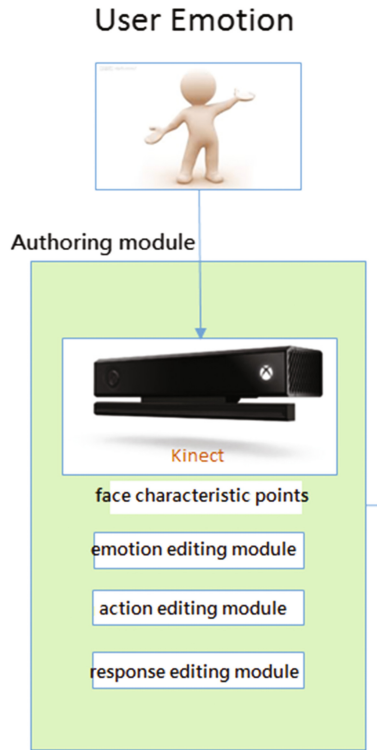 User Emotion
Authoring module
Kinect
face characteristic points
emotion editing module
action editing module
response editing module